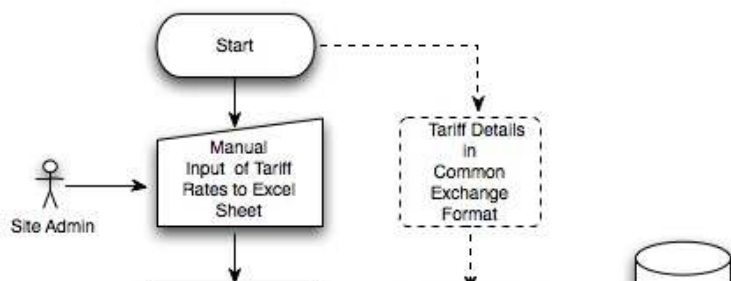 Start
Tariff Details
in
Common
Exchange
Format
Manual
Input of Tariff
Rates to Excel
Sheet
Site Admin